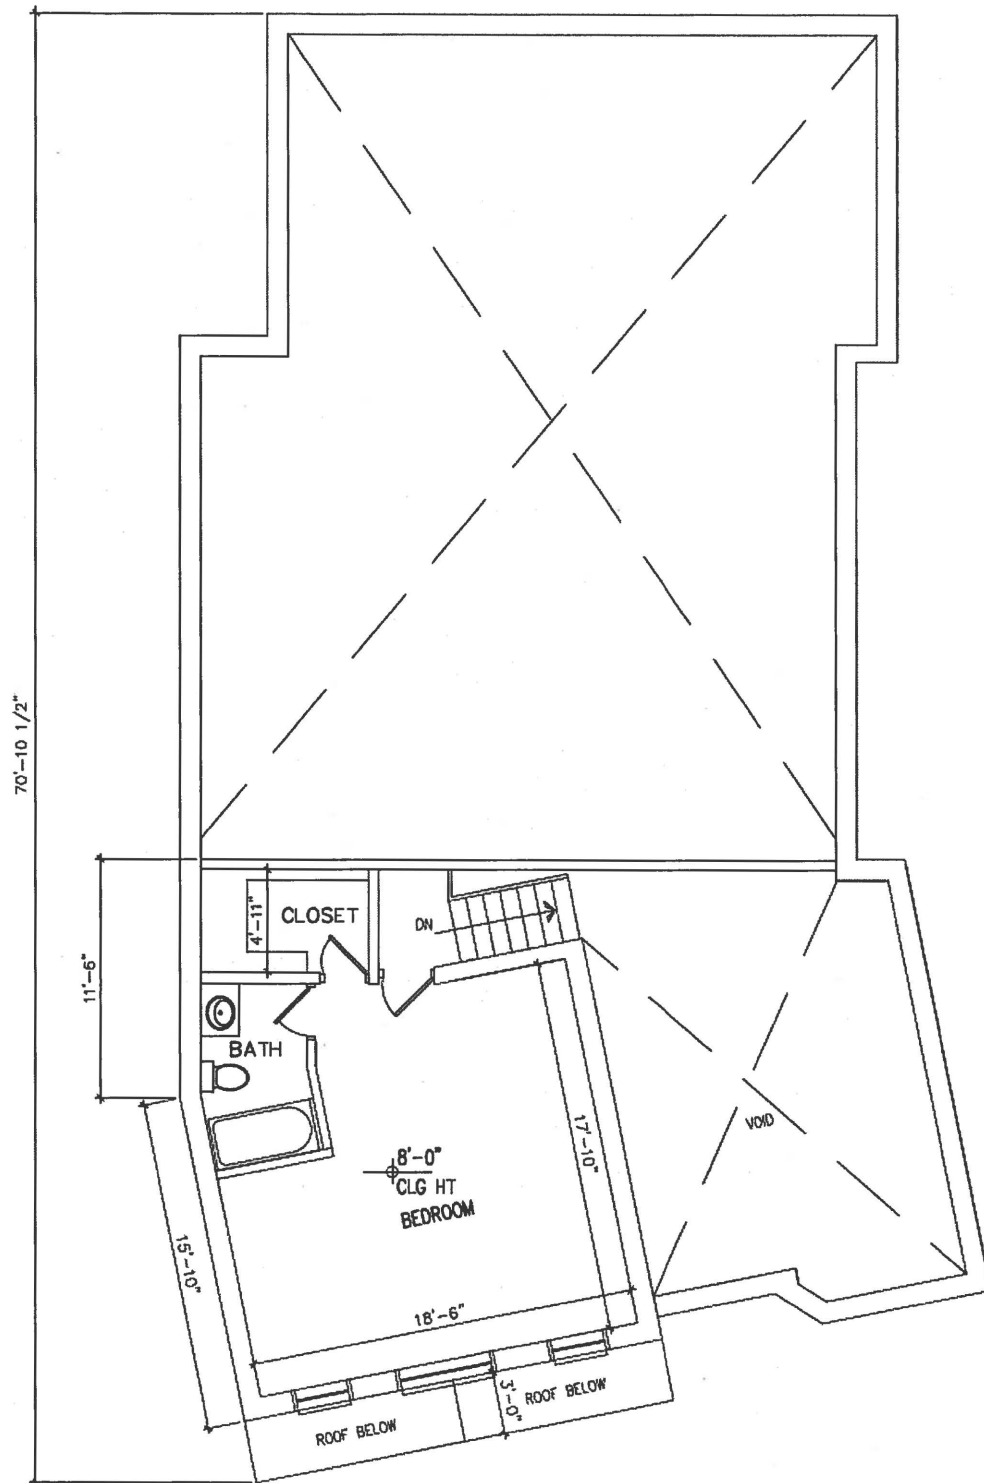 70'-10 1/2"
CLOSET
4'-11"
DN
11'-6"
BATH
VOID
17'-10"
8'-0"
CLG HT
BEDROOM
15'-10"
18'-6"
3'-0"
ROOF BELOW
ROOF BELOW